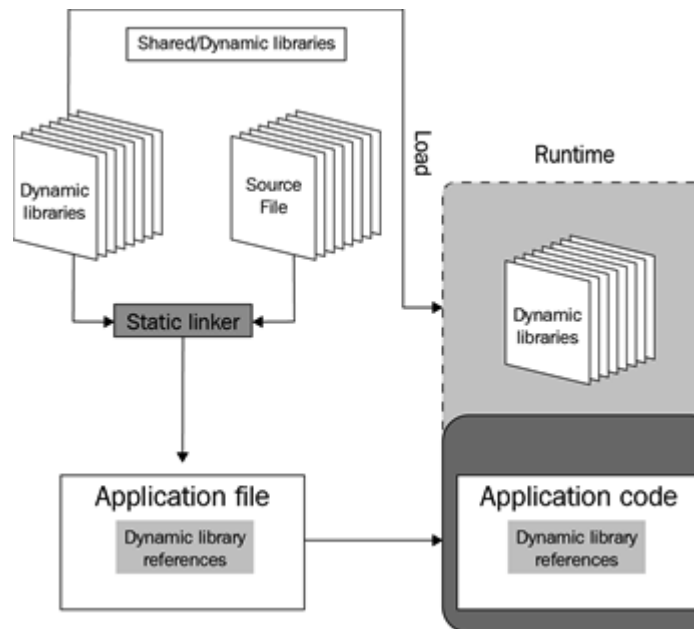 Shared/Dynamic libraries
Load
Runtime
Dynamic
libraries
Source
File
Dynamic
libraries
Static linker
Application file
Dynamic library
references
Application code
Dynamic library
references